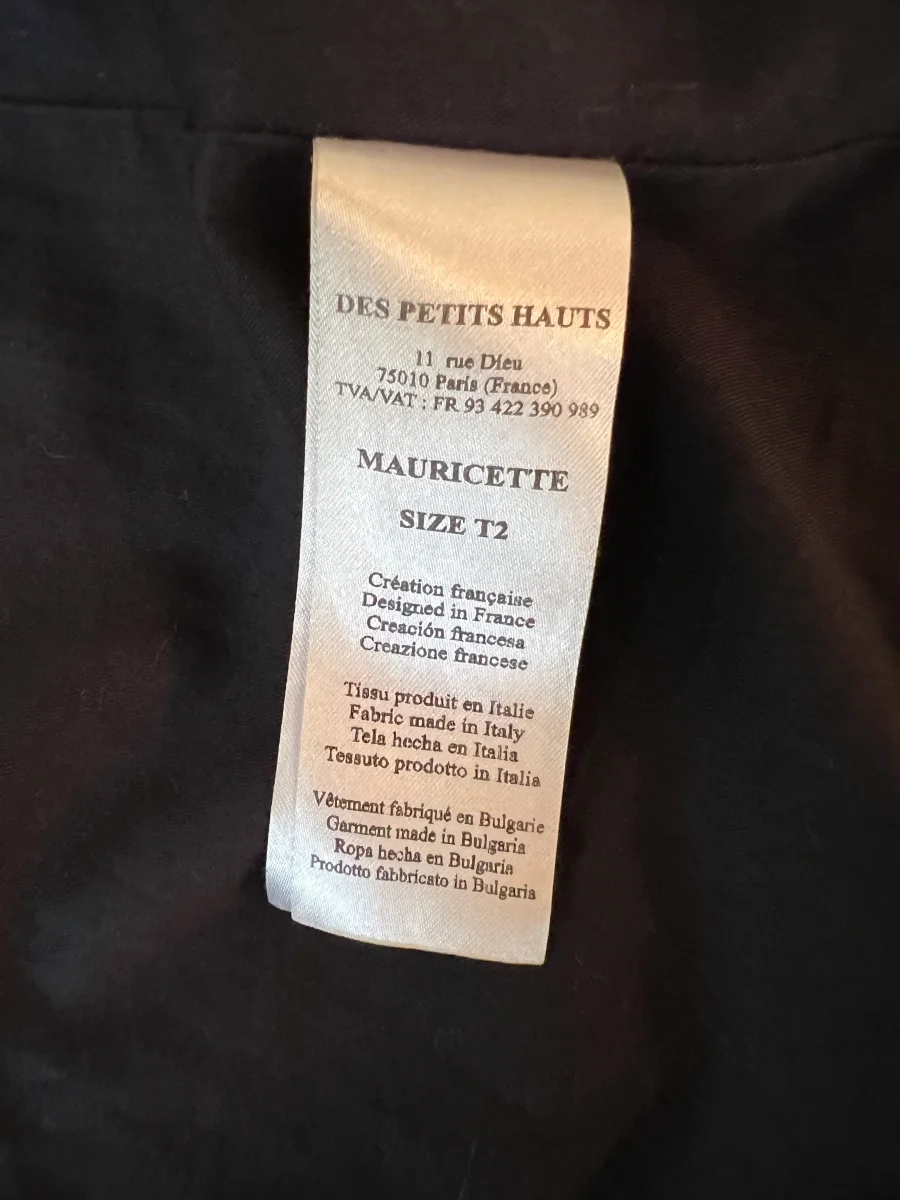 DES PETITS HAUTS
11 rue Dieu
75010 Paris (France)
TVA/VAT : FR 93 422 390 989
MAURICETTE
SIZE T2
Création française
Designed in France
Creación francesa
Creazione francese
Tissu produit en Italie
Fabric made in Italy
Tela hecha en Italia
Tessuto prodotto in Italia
Vêtement fabriqué en Bulgarie
Garment made in Bulgaria
Ropa hecha en Bulgaria
Prodotto fabbricato in Bulgaria